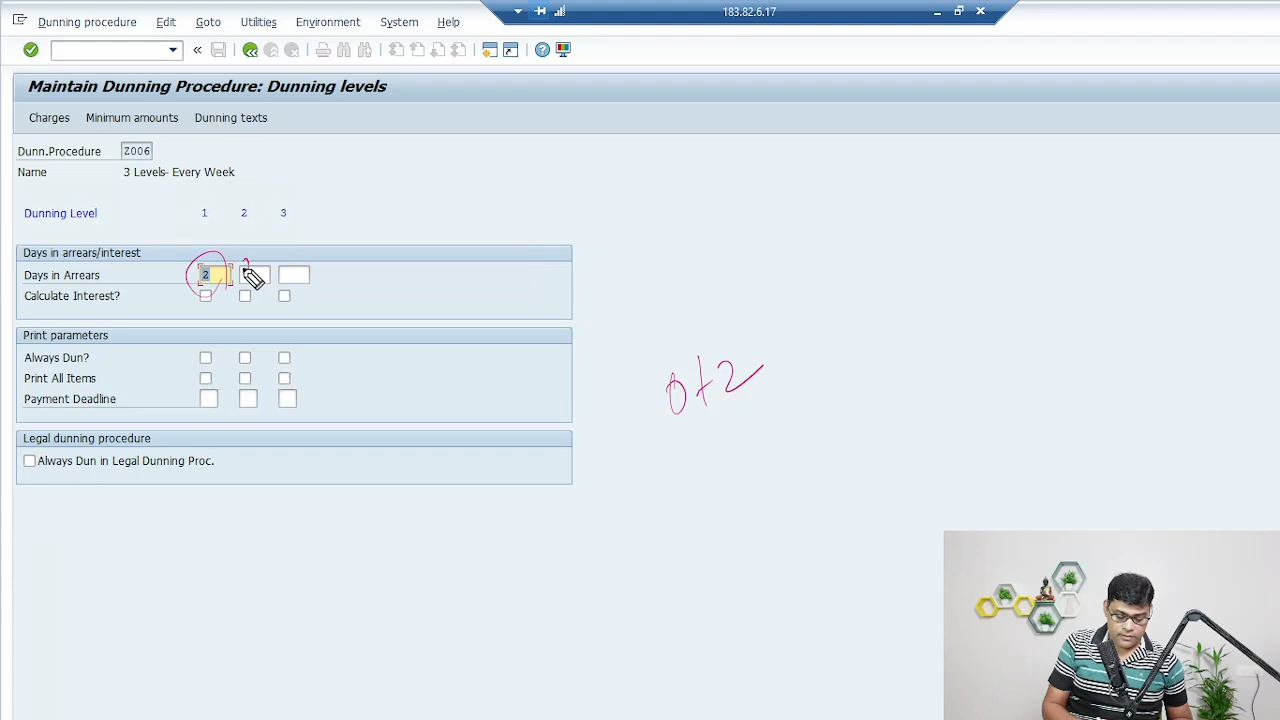 183.82.6.17
Dunning procedure Edit Goto Utilities Environment System Help
Maintain Dunning Procedure: Dunning levels
Charges Minimum amounts Dunning texts
Dunn.Procedure Z006
Name 3 Levels- Every Week
Dunning Level 1 2 3
Days in arrears/interest
Days in Arrears 2
Calculate Interest?
0+2
Print parameters
Always Dun?
Print All Items
Payment Deadline
Legal dunning procedure
Always Dun in Legal Dunning Proc.